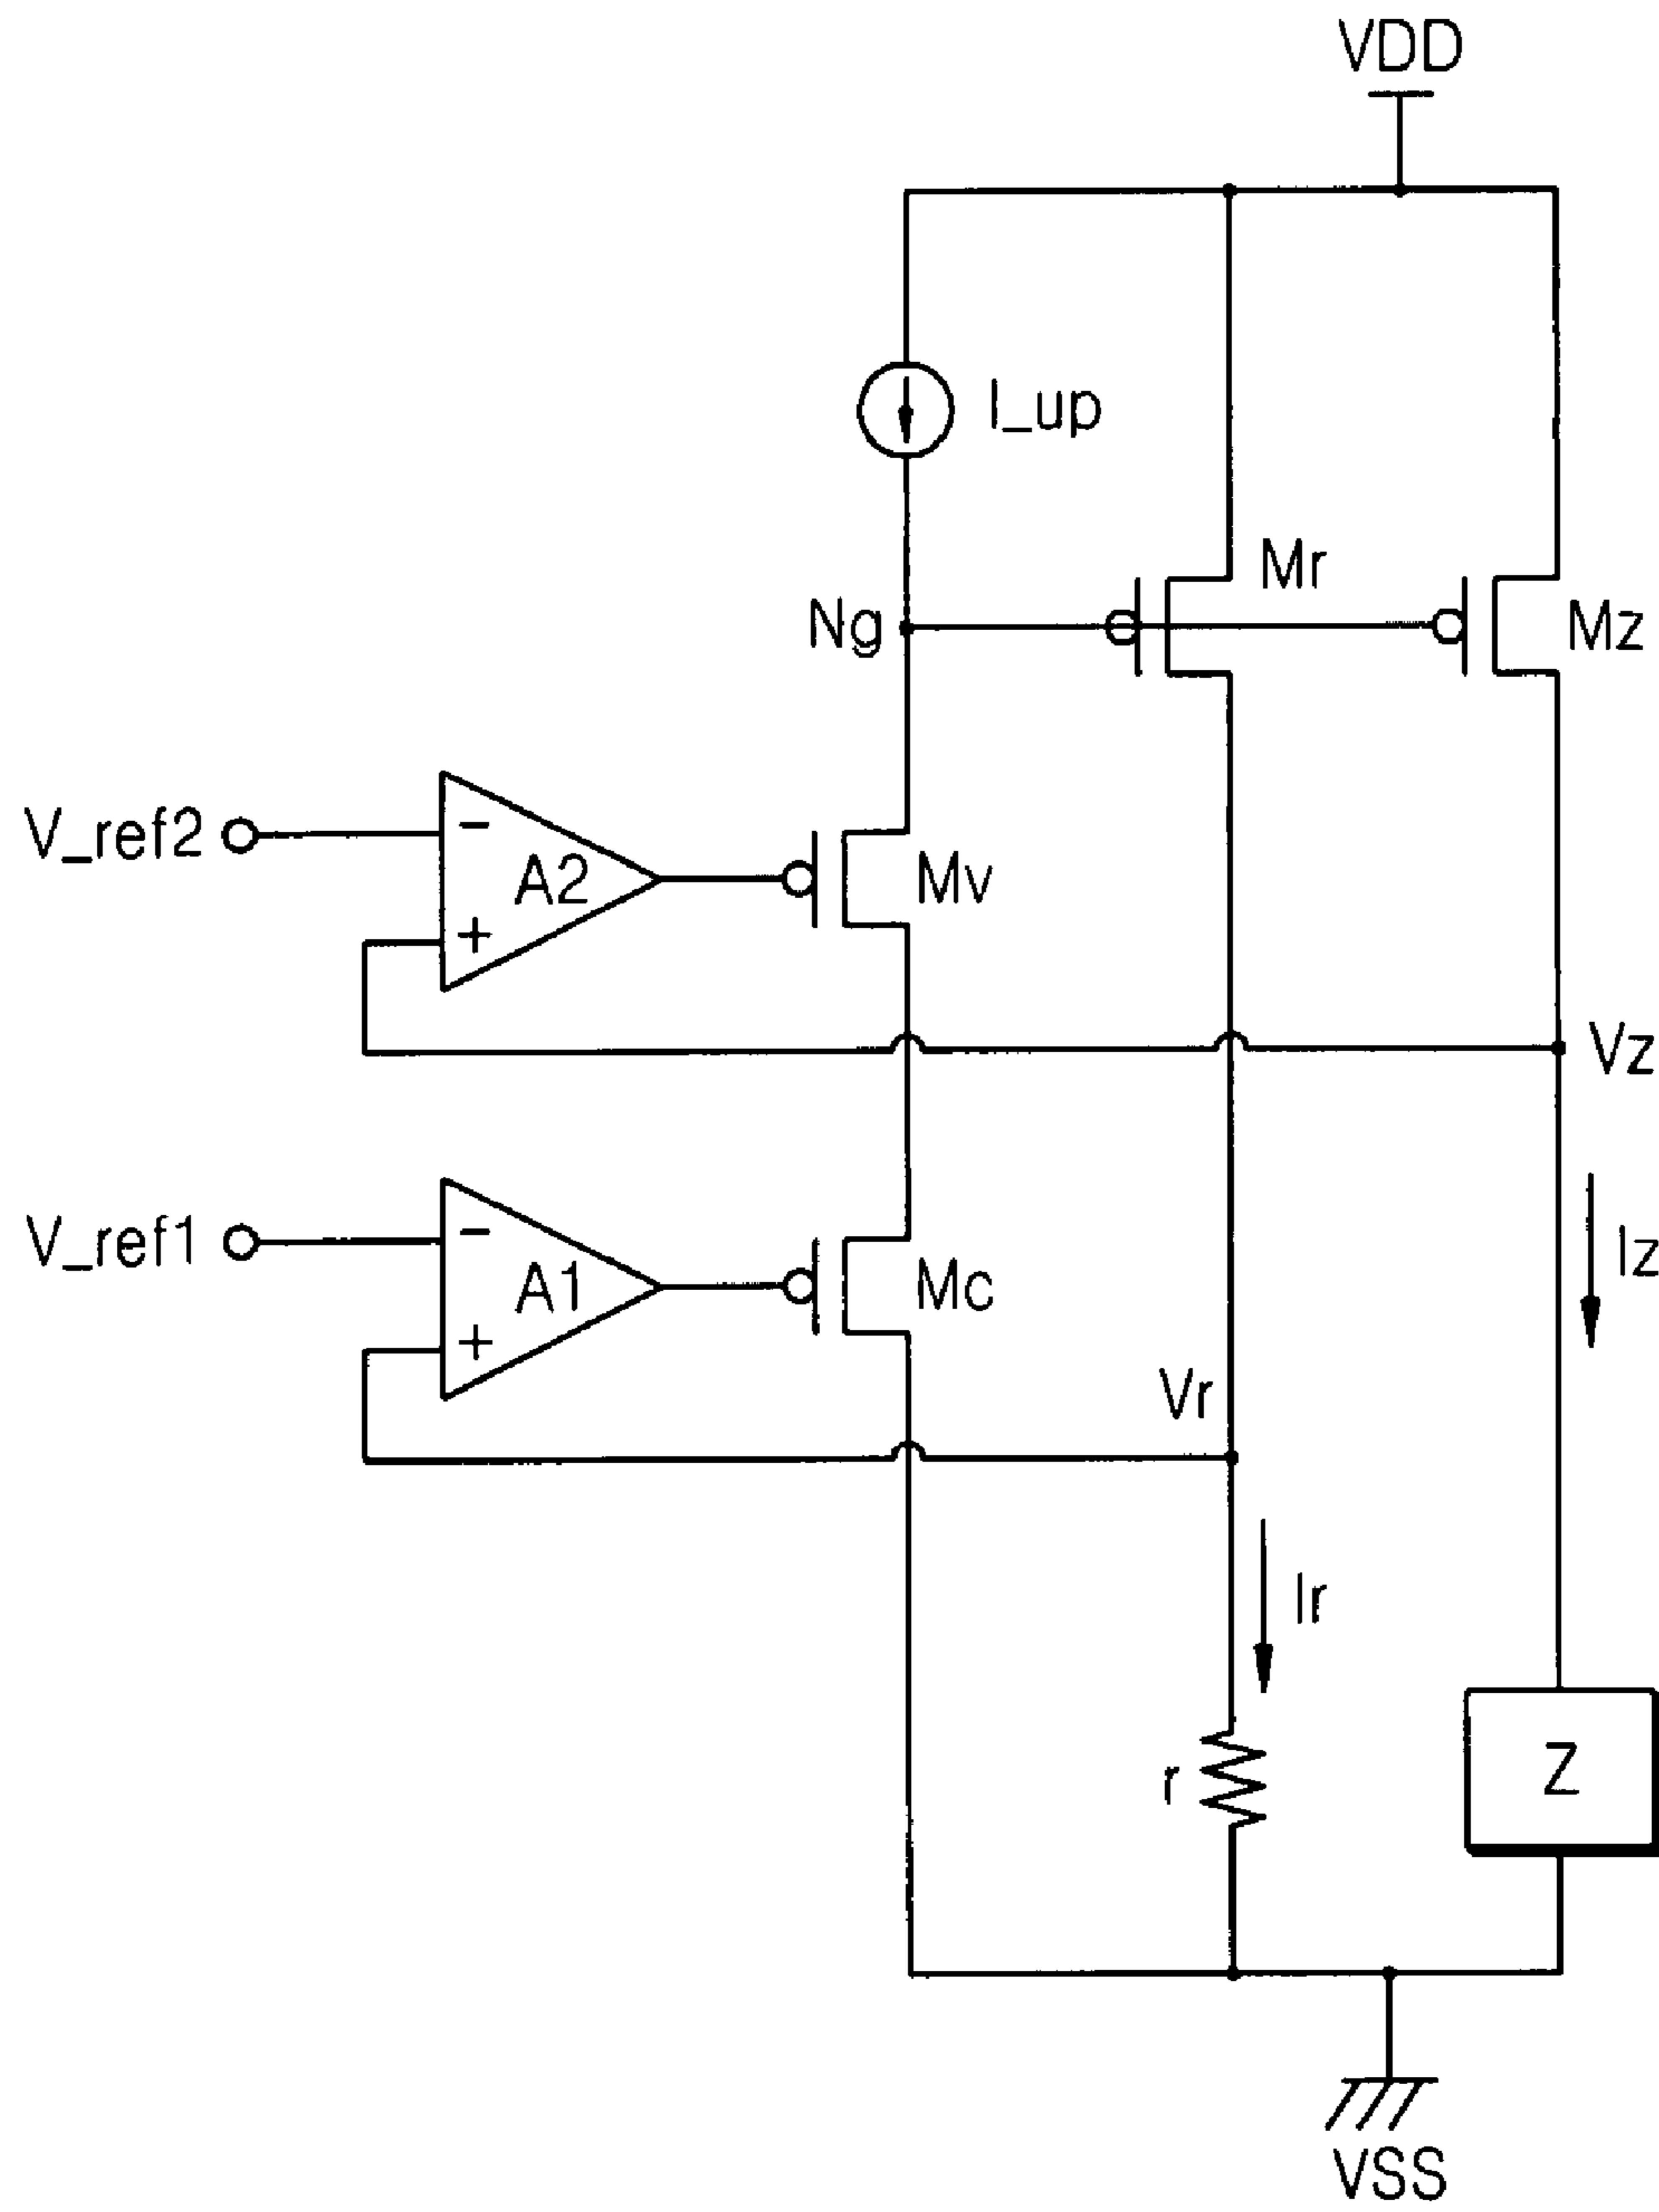 VDD
I_up
Mr
Ng
Mz
V_ref2
−
A2
+
Mv
Vz
V_ref1
−
A1
+
Mc
Iz
Vr
Ir
r
Z
VSS